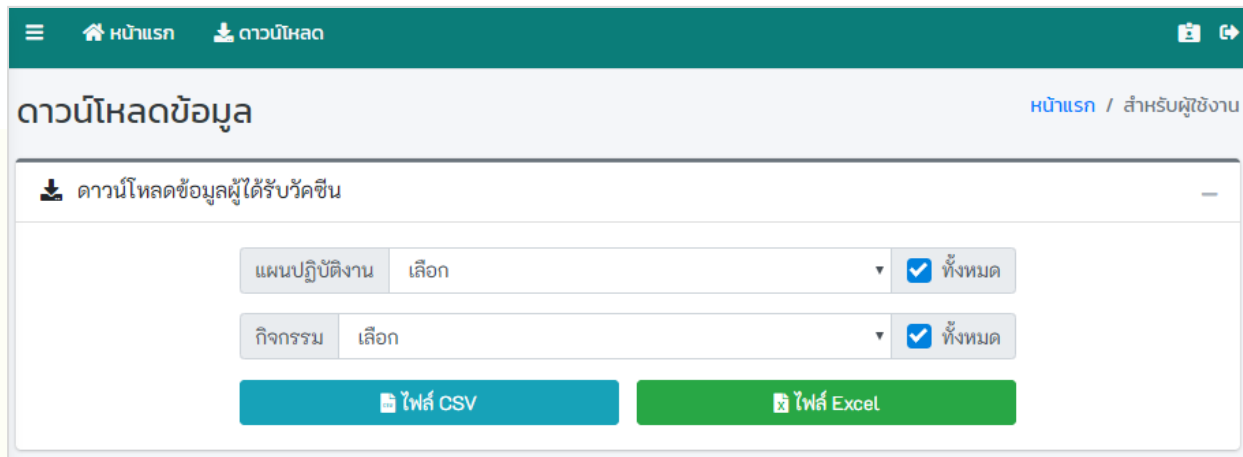 หน้าแรก ดาวน์โหลด
ดาวน์โหลดข้อมูล
หน้าแรก / สำหรับผู้ใช้งาน
ดาวน์โหลดข้อมูลผู้ได้รับวัคซีน
แผนปฏิบัติงาน เลือก ทั้งหมด
กิจกรรม เลือก ทั้งหมด
ไฟล์ CSV ไฟล์ Excel